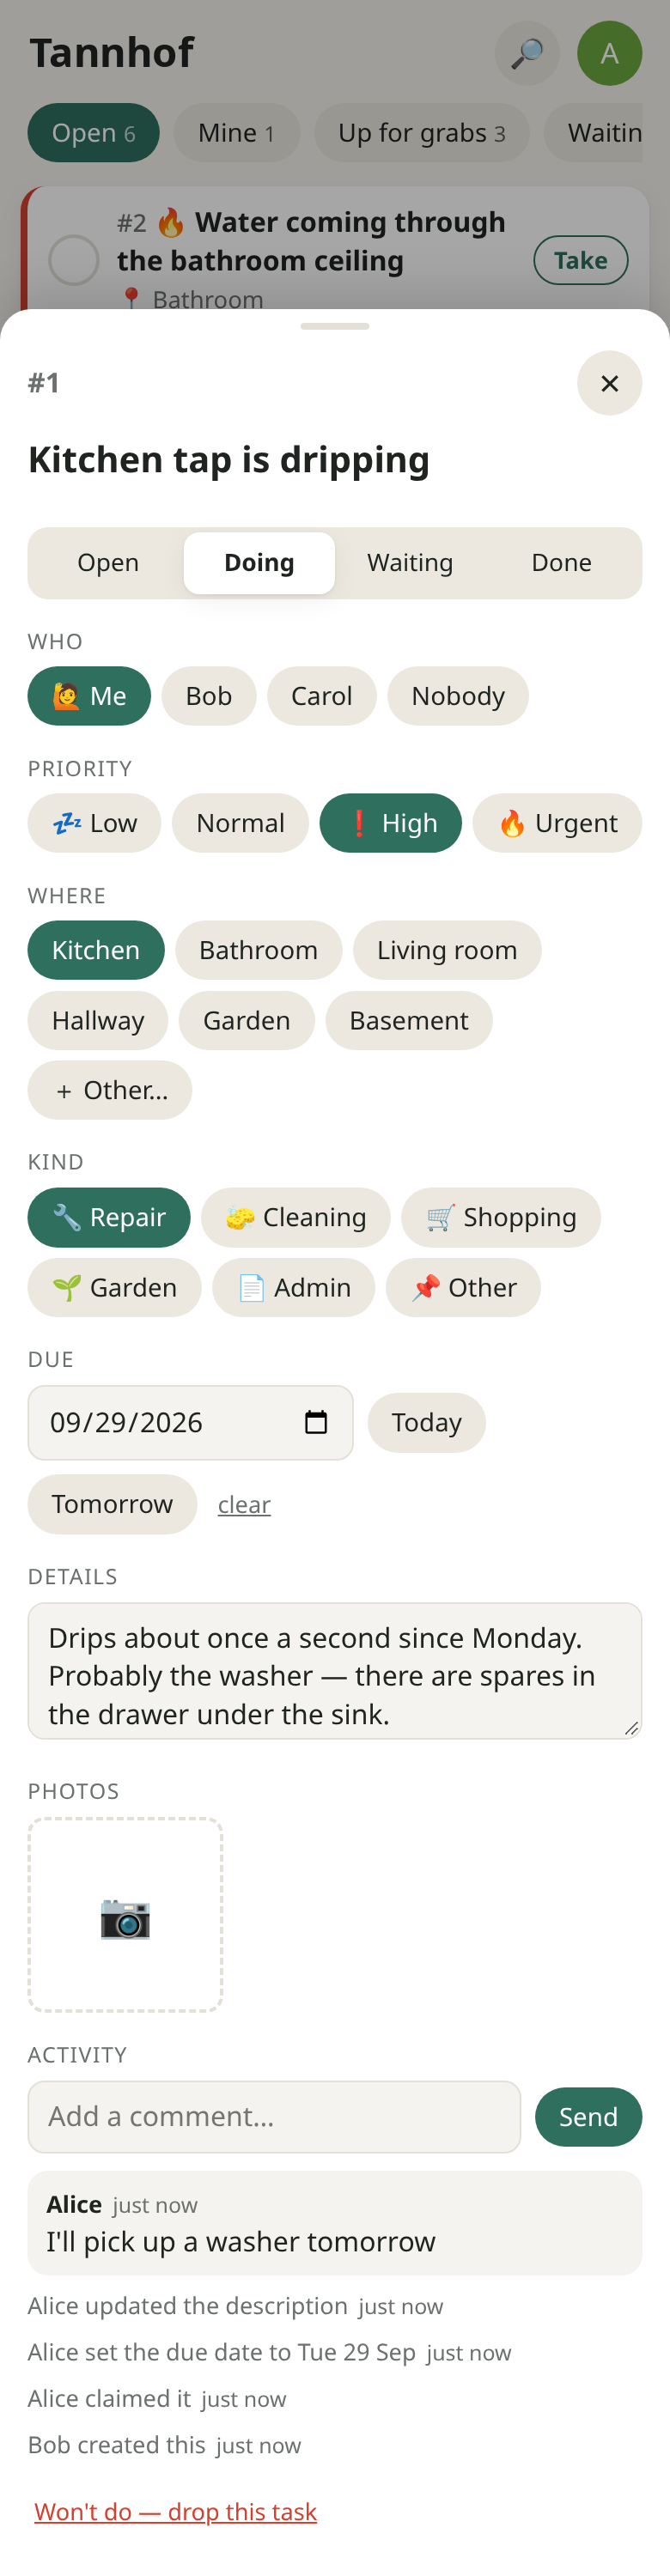 Tannhof
A
Open 6
Mine 1
Up for grabs 3
Waitin
#2 🔥 Water coming through
the bathroom ceiling
Take
📍 Bathroom
#1
✕
Kitchen tap is dripping
Open
Doing
Waiting
Done
WHO
🙋 Me
Bob
Carol
Nobody
PRIORITY
💤 Low
Normal
❗ High
🔥 Urgent
WHERE
Kitchen
Bathroom
Living room
Hallway
Garden
Basement
+ Other…
KIND
🔧 Repair
🧽 Cleaning
🛒 Shopping
🌱 Garden
📄 Admin
📌 Other
DUE
09/29/2026
Today
Tomorrow
clear
DETAILS
Drips about once a second since Monday.
Probably the washer — there are spares in
the drawer under the sink.
PHOTOS
ACTIVITY
Add a comment…
Send
Alice just now
I'll pick up a washer tomorrow
Alice updated the description just now
Alice set the due date to Tue 29 Sep just now
Alice claimed it just now
Bob created this just now
Won't do — drop this task